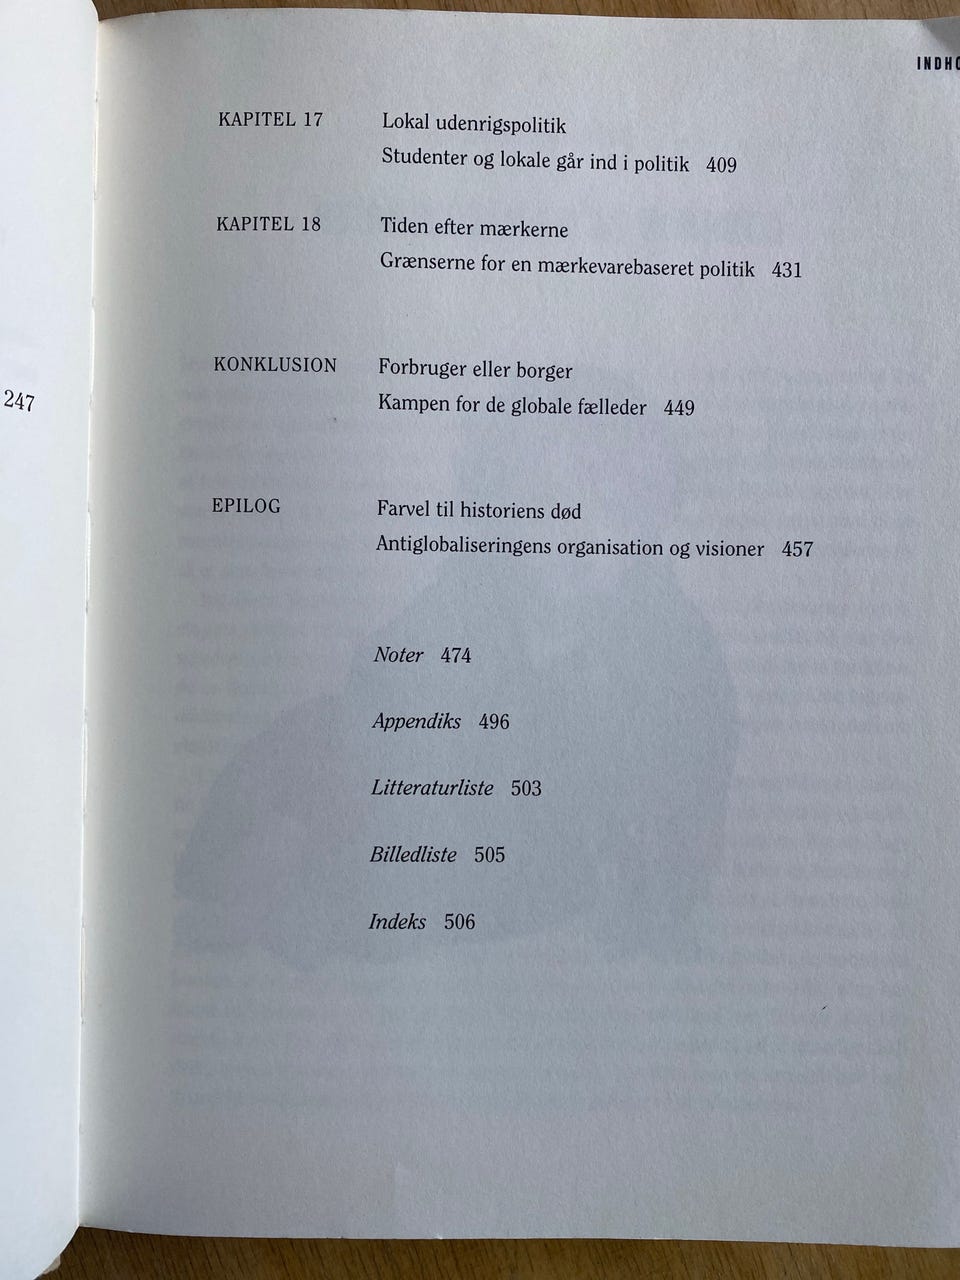 247
INDHO
KAPITEL 17 Lokal udenrigspolitik
Studenter og lokale går ind i politik 409
KAPITEL 18 Tiden efter mærkerne
Grænserne for en mærkevarebaseret politik 431
KONKLUSION Forbruger eller borger
Kampen for de globale fælleder 449
EPILOG Farvel til historiens død
Antiglobaliseringens organisation og visioner 457
Noter 474
Appendiks 496
Litteraturliste 503
Billedliste 505
Indeks 506